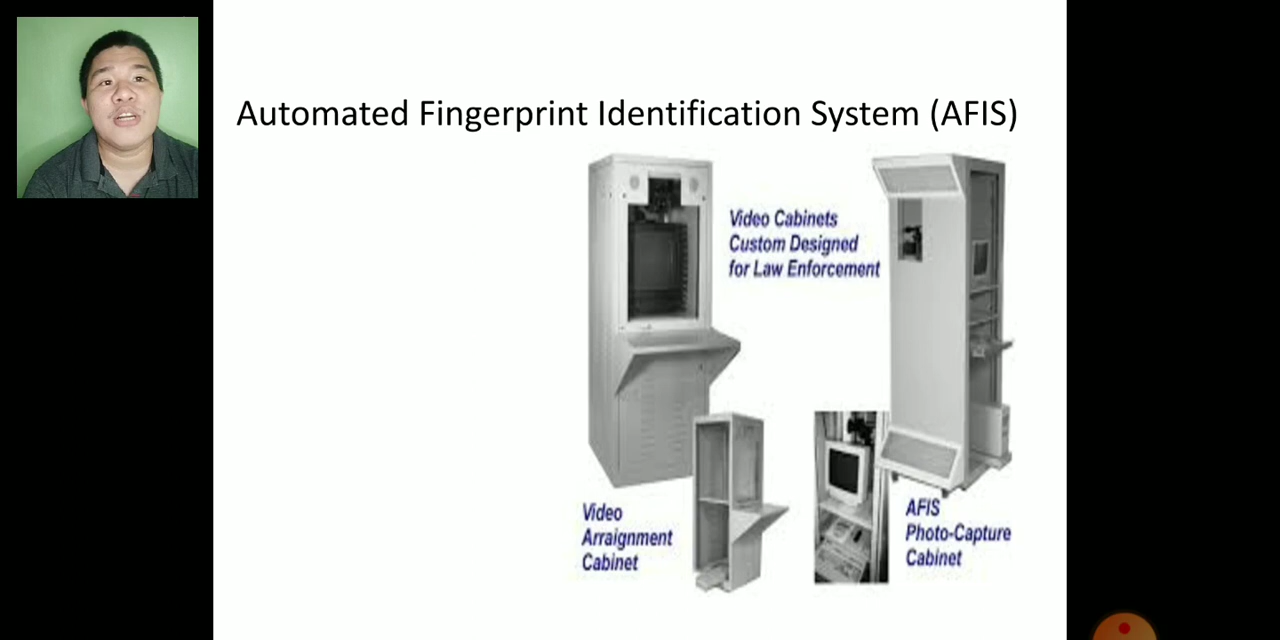 Automated Fingerprint Identification System (AFIS)
Video Cabinets
Custom Designed
for Law Enforcement
Video
Arraignment
Cabinet
AFIS
Photo-Capture
Cabinet